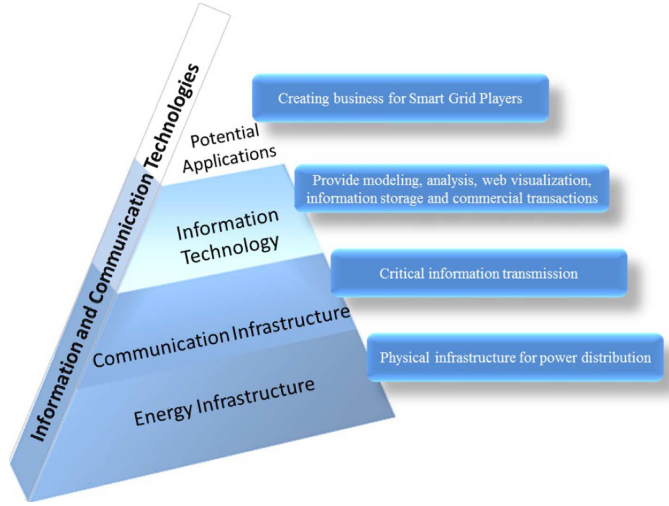 Information and Communication Technologies
Potential
Applications
Creating business for Smart Grid Players
Information
Technology
Provide modeling, analysis, web visualization,
information storage and commercial transactions
Communication Infrastructure
Critical information transmission
Energy Infrastructure
Physical infrastructure for power distribution